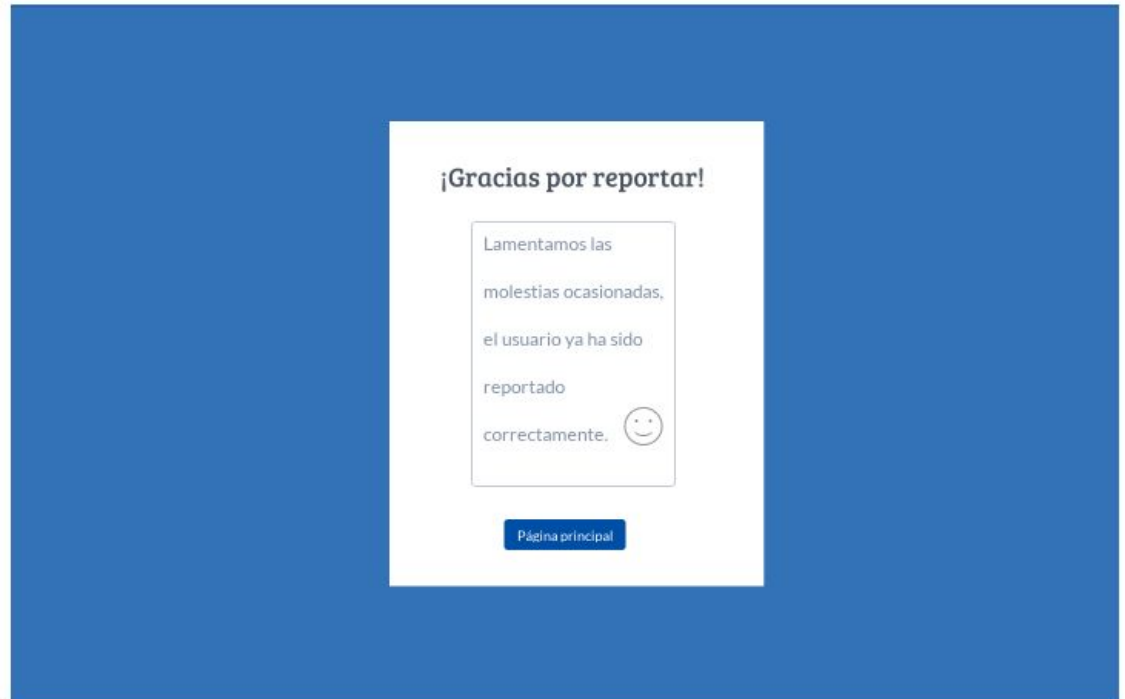 ¡Gracias por reportar!
Lamentamos las
molestias ocasionadas,
el usuario ya ha sido
reportado
correctamente.
Página principal